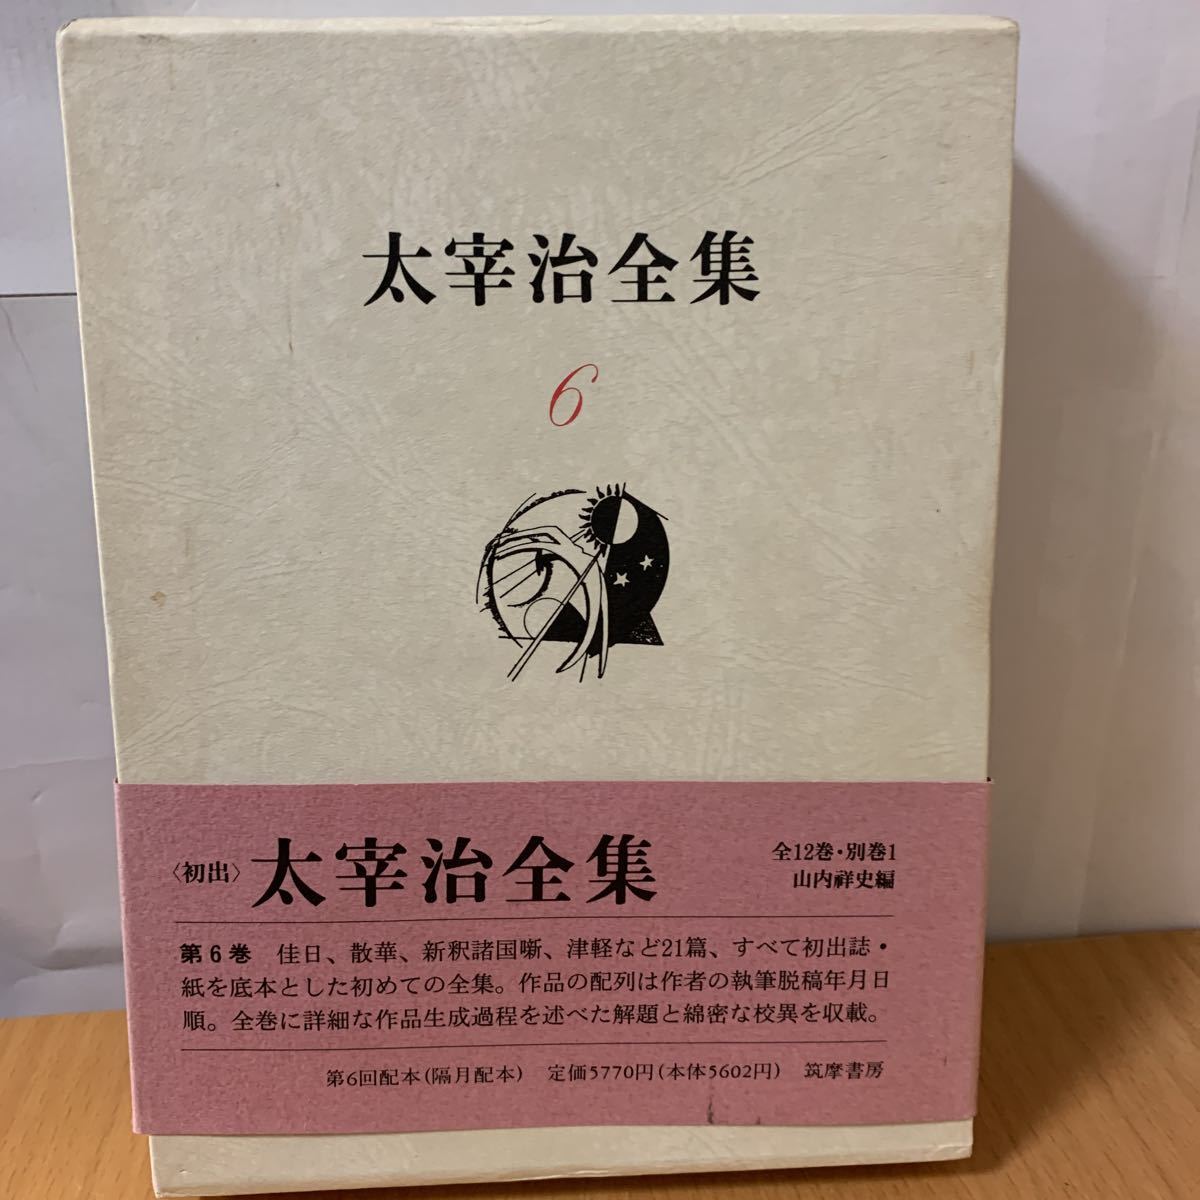 太宰治全集
6
〈初出〉 太宰治全集
全12巻・別巻1
山内祥史編
第6巻 佳日、散華、新釈諸国噺、津軽など21篇、すべて初出誌・
紙を底本とした初めての全集。作品の配列は作者の執筆脱稿年月日
順。全巻に詳細な作品生成過程を述べた解題と綿密な校異を収載。
第6回配本(隔月配本) 定価5770円(本体5602円) 筑摩書房